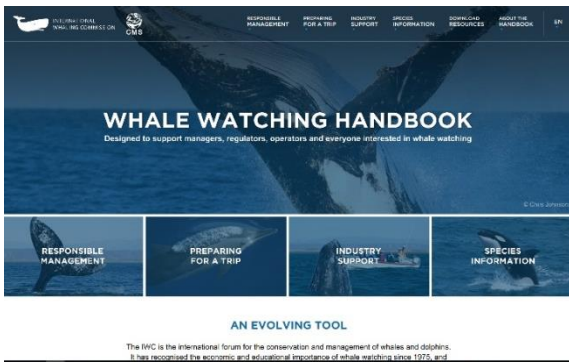 INTERNATIONAL
WHALING COMMISSION
CMS
RESPONSIBLE
MANAGEMENT
PREPARING
FOR A TRIP
INDUSTRY
SUPPORT
SPECIES
INFORMATION
DOWNLOAD
RESOURCES
ABOUT THE
HANDBOOK
EN
WHALE WATCHING HANDBOOK
Designed to support managers, regulators, operators and everyone interested in whale watching
© Chris Johnson
RESPONSIBLE
MANAGEMENT
PREPARING
FOR A TRIP
INDUSTRY
SUPPORT
SPECIES
INFORMATION
AN EVOLVING TOOL
The IWC is the international forum for the conservation and management of whales and dolphins.
It has recognised the economic and educational importance of whale watching since 1975, and